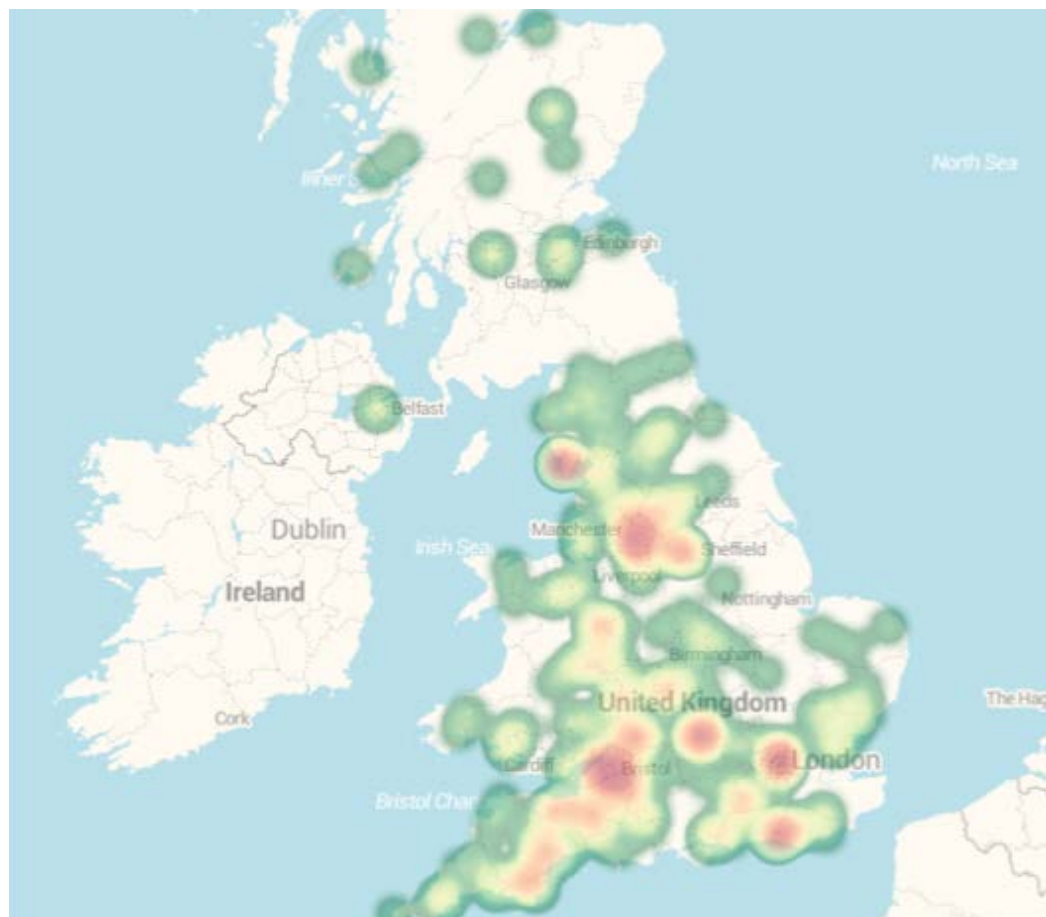 North Sea
Edinburgh
Glasgow
Belfast
Leeds
Dublin
Manchester
Irish Sea
Sheffield
Liverpool
Ireland
Nottingham
Birmingham
United Kingdom
The Hag
Cork
London
Cardiff
Bristol
Bristol Char